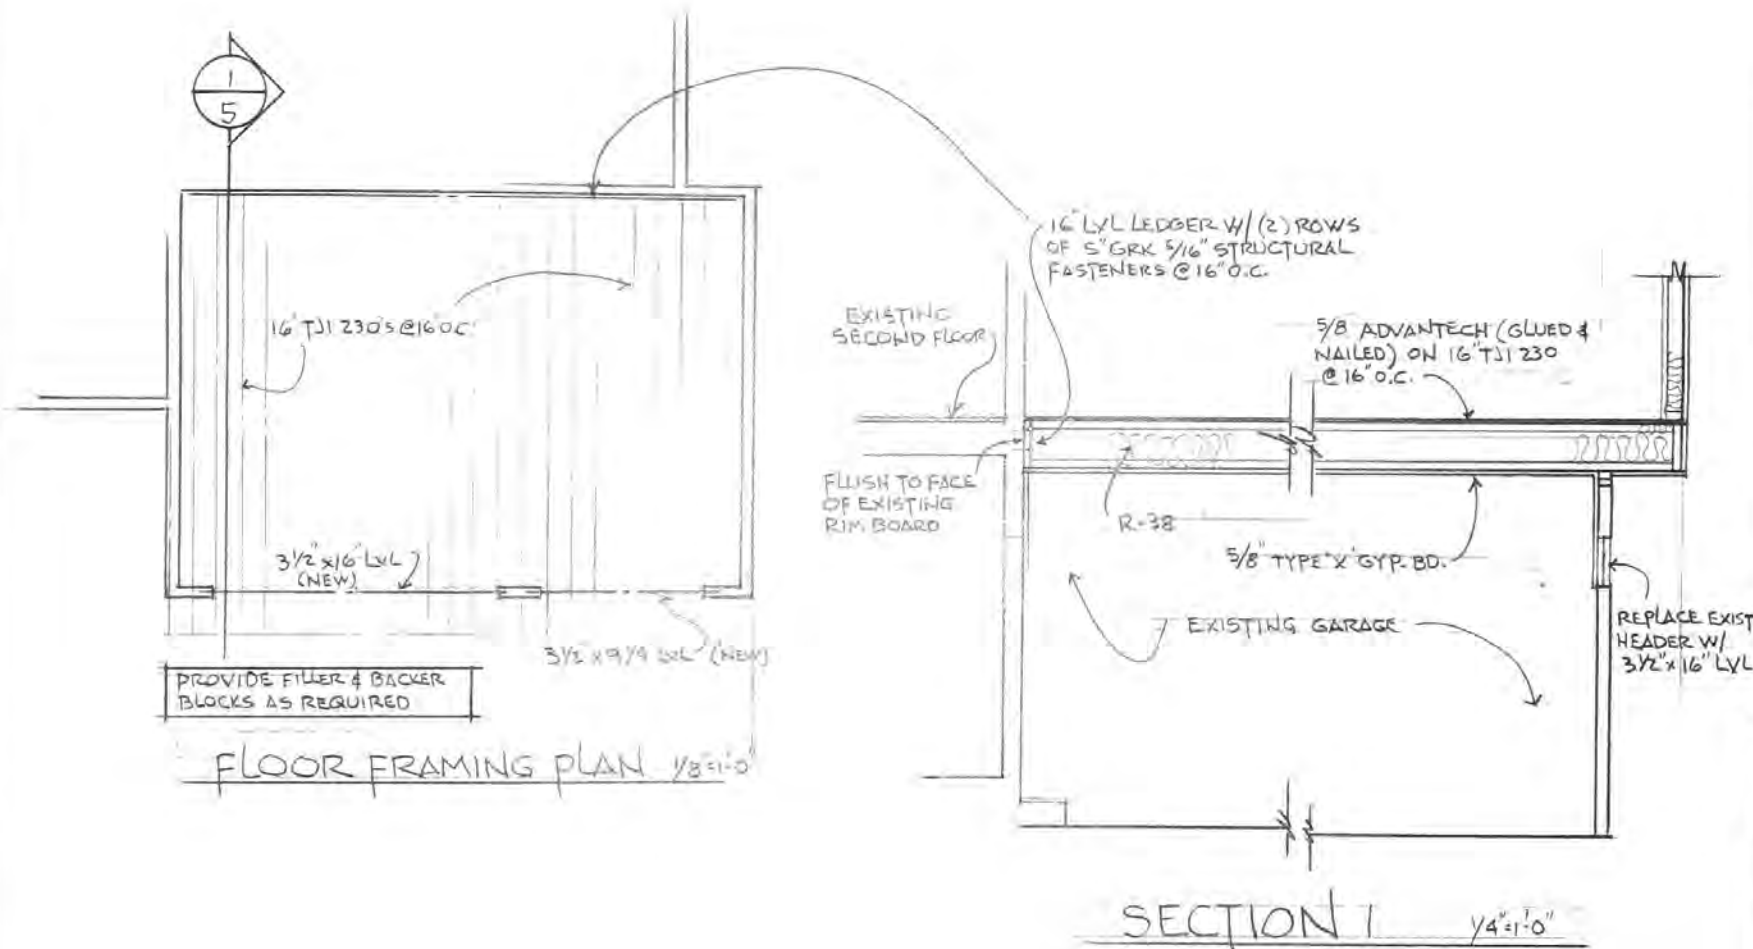 1
5
16" TJI 230'S @ 16" O.C.
3 1/2" x 16" LVL
(NEW)
3 1/2 x 9 1/4 LVL (NEW)
PROVIDE FILLER & BACKER
BLOCKS AS REQUIRED
FLOOR FRAMING PLAN 1/8"=1'-0"
16" LVL LEDGER W/ (2) ROWS
OF 5" GRK 5/16" STRUCTURAL
FASTENERS @ 16" O.C.
EXISTING
SECOND FLOOR
5/8 ADVANTECH (GLUED &
NAILED) ON 16" TJI 230
@ 16" O.C.
FLUSH TO FACE
OF EXISTING
RIM BOARD
R-38
5/8" TYPE 'X' GYP. BD.
EXISTING GARAGE
REPLACE EXIST
HEADER W/
3 1/2" x 16" LVL
SECTION 1 1/4"=1'-0"